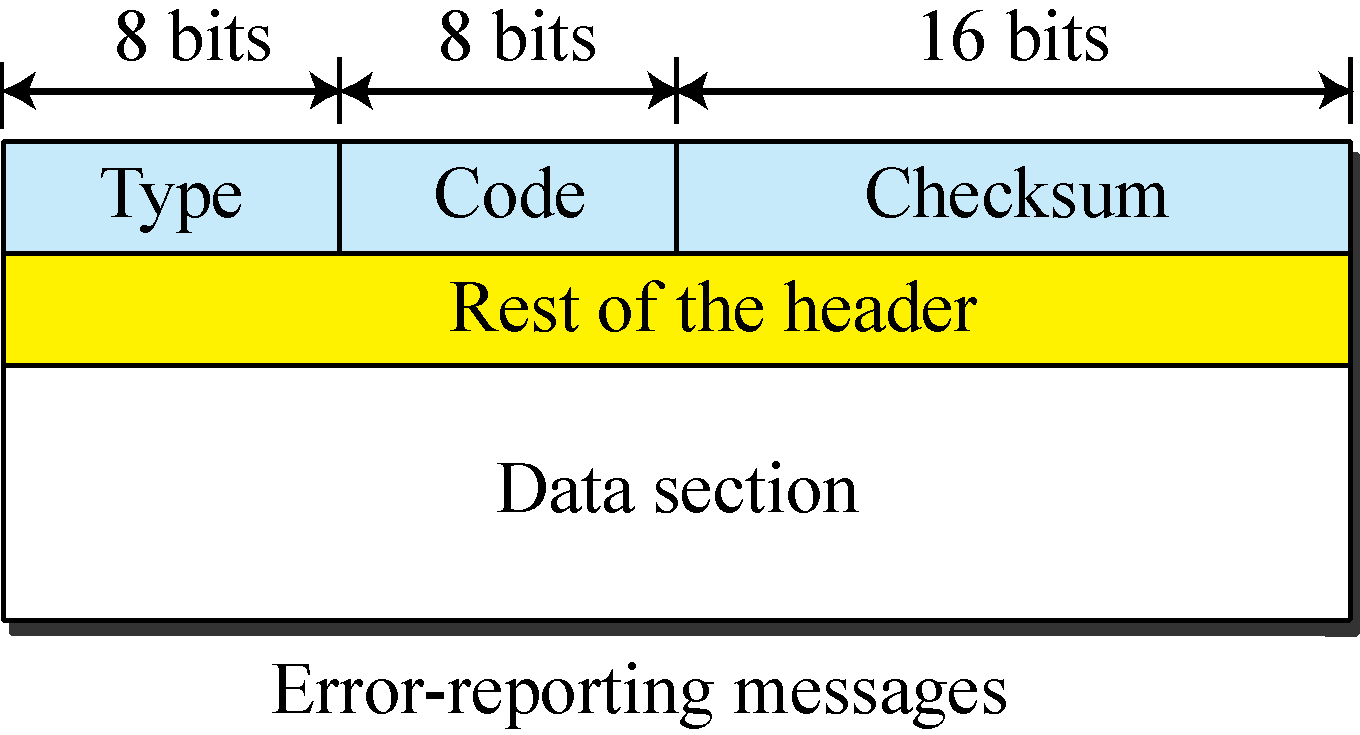 8 bits 8 bits 16 bits
Type Code Checksum
Rest of the header
Data section
Error-reporting messages